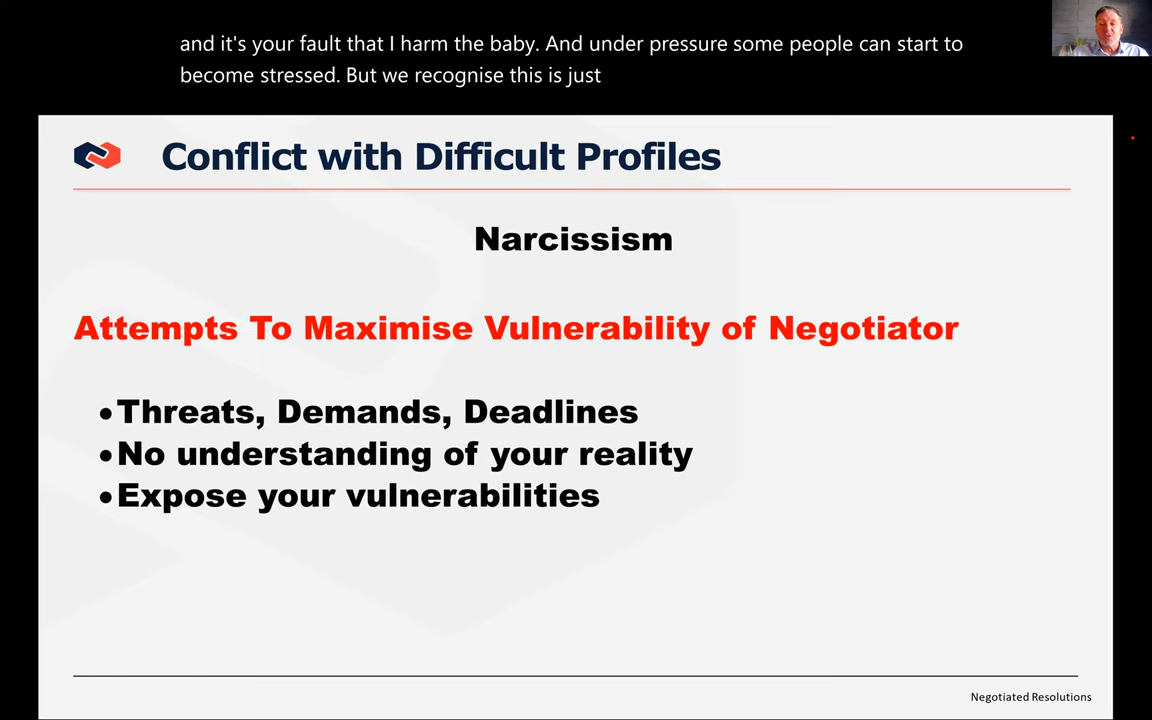 and it's your fault that I harm the baby. And under pressure some people can start to
become stressed. But we recognise this is just
Conflict with Difficult Profiles
Narcissism
Attempts To Maximise Vulnerability of Negotiator
•Threats, Demands, Deadlines
•No understanding of your reality
•Expose your vulnerabilities
Negotiated Resolutions